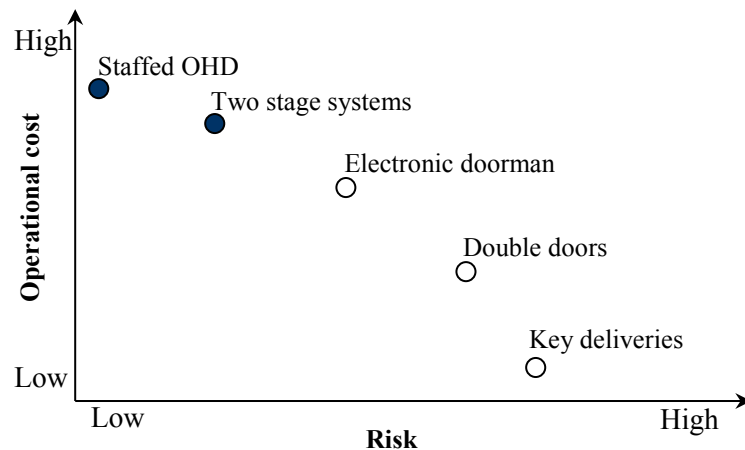 High
Staffed OHD
Two stage systems
Electronic doorman
Operational cost
Double doors
Key deliveries
Low
Low
High
Risk